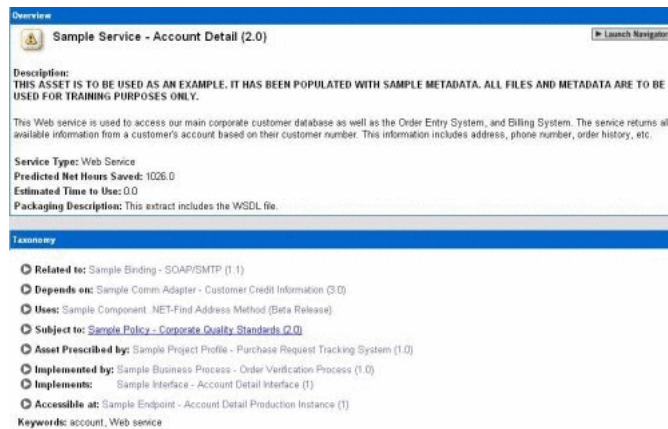 Overview
Sample Service - Account Detail (2.0)
Launch Navigator
Description:
THIS ASSET IS TO BE USED AS AN EXAMPLE. IT HAS BEEN POPULATED WITH SAMPLE METADATA. ALL FILES AND METADATA ARE TO BE
USED FOR TRAINING PURPOSES ONLY.
This Web service is used to access our main corporate customer database as well as the Order Entry System, and Billing System. The service returns al
available information from a customer's account based on their customer number. This information includes address, phone number, order history, etc.
Service Type: Web Service
Predicted Net Hours Saved: 1026.0
Estimated Time to Use: 0.0
Packaging Description: This extract includes the WSDL file.
Taxonomy
Related to: Sample Binding - SOAP/SMTP (1.1)
Depends on: Sample Comm Adapter - Customer Credit Information (3.0)
Uses: Sample Component .NET-Find Address Method (Beta Release)
Subject to: Sample Policy - Corporate Quality Standards (2.0)
Asset Prescribed by: Sample Project Profile - Purchase Request Tracking System (1.0)
Implemented by: Sample Business Process - Order Verification Process (1.0)
Implements: Sample Interface - Account Detail Interface (1)
Accessible at: Sample Endpoint - Account Detail Production Instance (1)
Keywords: account, Web service